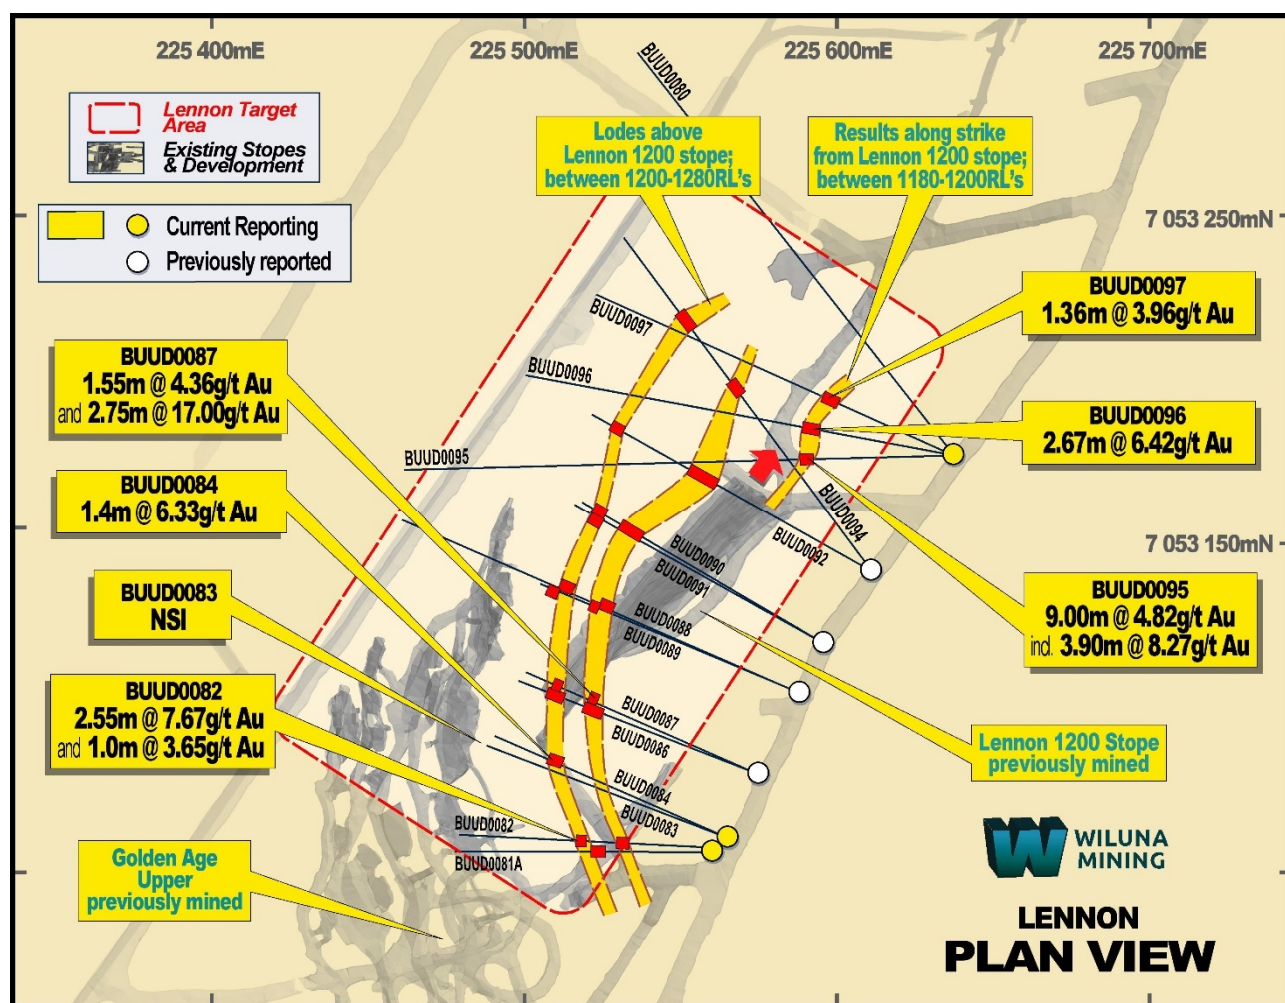 225 400mE
225 500mE
225 600mE
225 700mE
BUUD0080
Lennon Target
Area
Existing Stopes
& Development
Current Reporting
Previously reported
Lodes above
Lennon 1200 stope;
between 1200-1280RL's
Results along strike
from Lennon 1200 stope;
between 1180-1200RL's
7 053 250mN
BUUD0097
1.36m @ 3.96g/t Au
BUUD0097
BUUD0087
1.55m @ 4.36g/t Au
and 2.75m @ 17.00g/t Au
BUUD0096
BUUD0096
2.67m @ 6.42g/t Au
BUUD0095
BUUD0084
1.4m @ 6.33g/t Au
BUUD0094
BUUD0092
7 053 150mN
BUUD0090
BUUD0091
BUUD0083
NSI
BUUD0088
BUUD0089
BUUD0095
9.00m @ 4.82g/t Au
incl. 3.90m @ 8.27g/t Au
BUUD0082
2.55m @ 7.67g/t Au
and 1.0m @ 3.65g/t Au
BUUD0087
BUUD0086
Lennon 1200 Stope
previously mined
BUUD0084
BUUD0083
BUUD0082
BUUD0081A
Golden Age
Upper
previously mined
WILUNA
MINING
LENNON
PLAN VIEW